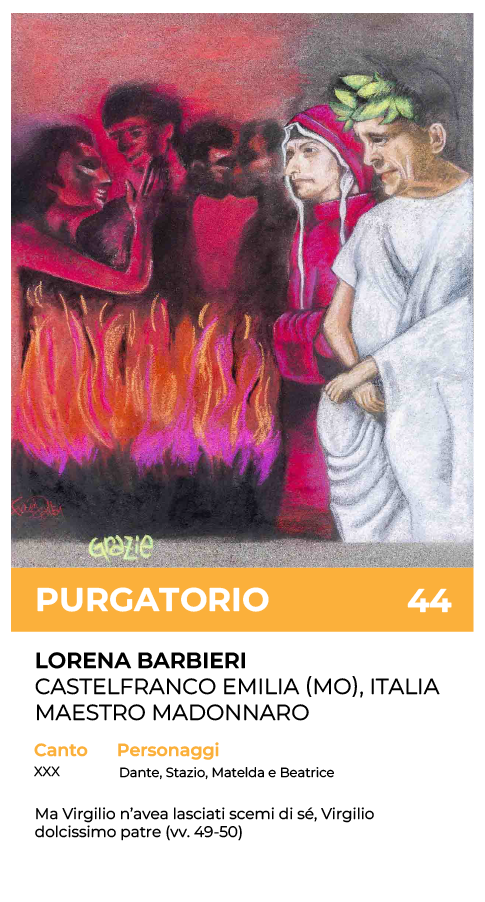 Grazie
PURGATORIO
44
LORENA BARBIERI
CASTELFRANCO EMILIA (MO), ITALIA
MAESTRO MADONNARO
Canto Personaggi
XXX Dante, Stazio, Matelda e Beatrice
Ma Virgilio n’avea lasciati scemi di sé, Virgilio
dolcissimo patre (vv. 49-50)